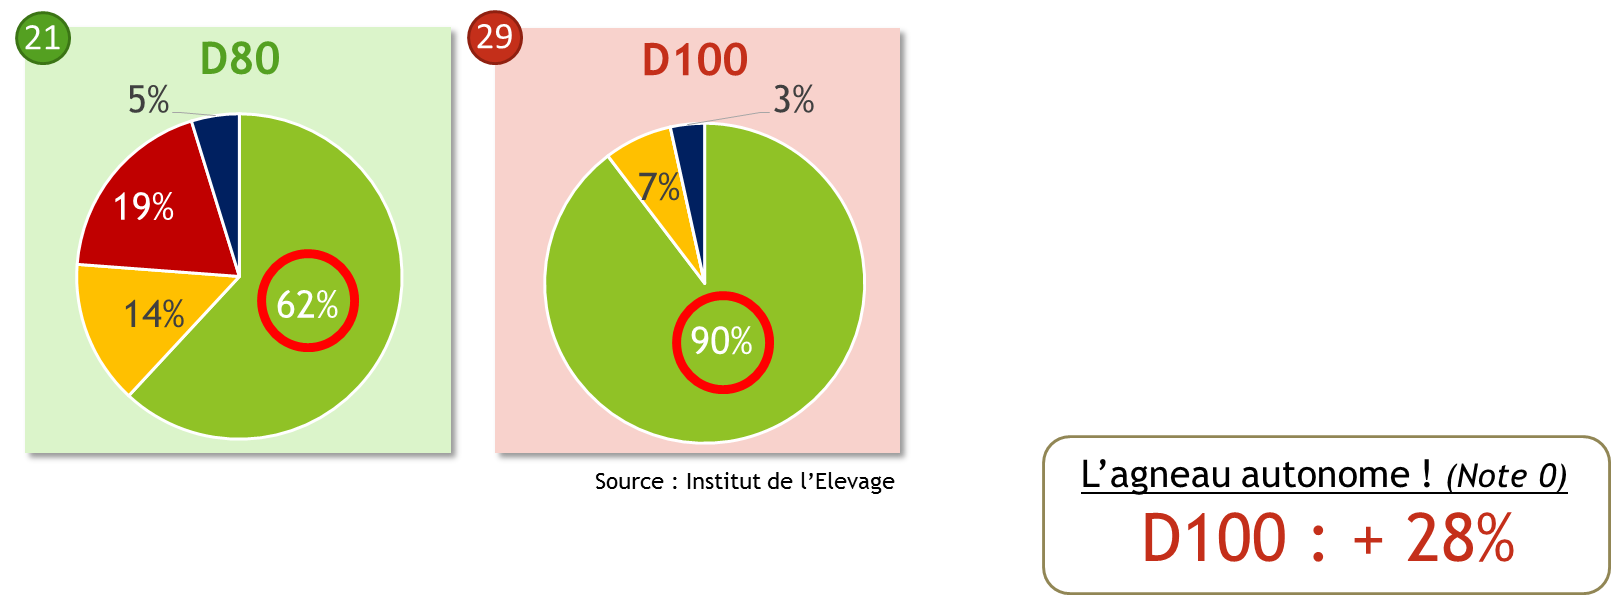 21
D80
5%
19%
14%
62%
29
D100
3%
7%
90%
Source : Institut de l’Elevage
L’agneau autonome ! (Note 0)
D100 : + 28%